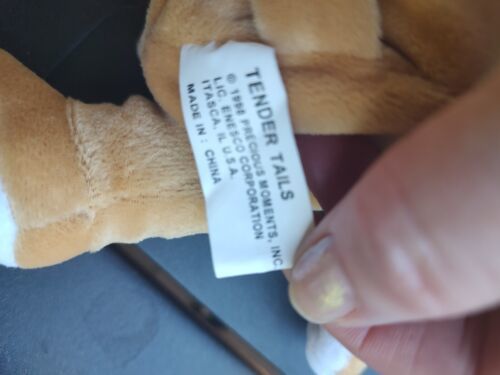 TENDER TAILS
© 1998 PRECIOUS MOMENTS, INC.
LIC. ENESCO CORPORATION
ITASCA, IL U.S.A.
MADE IN : CHINA